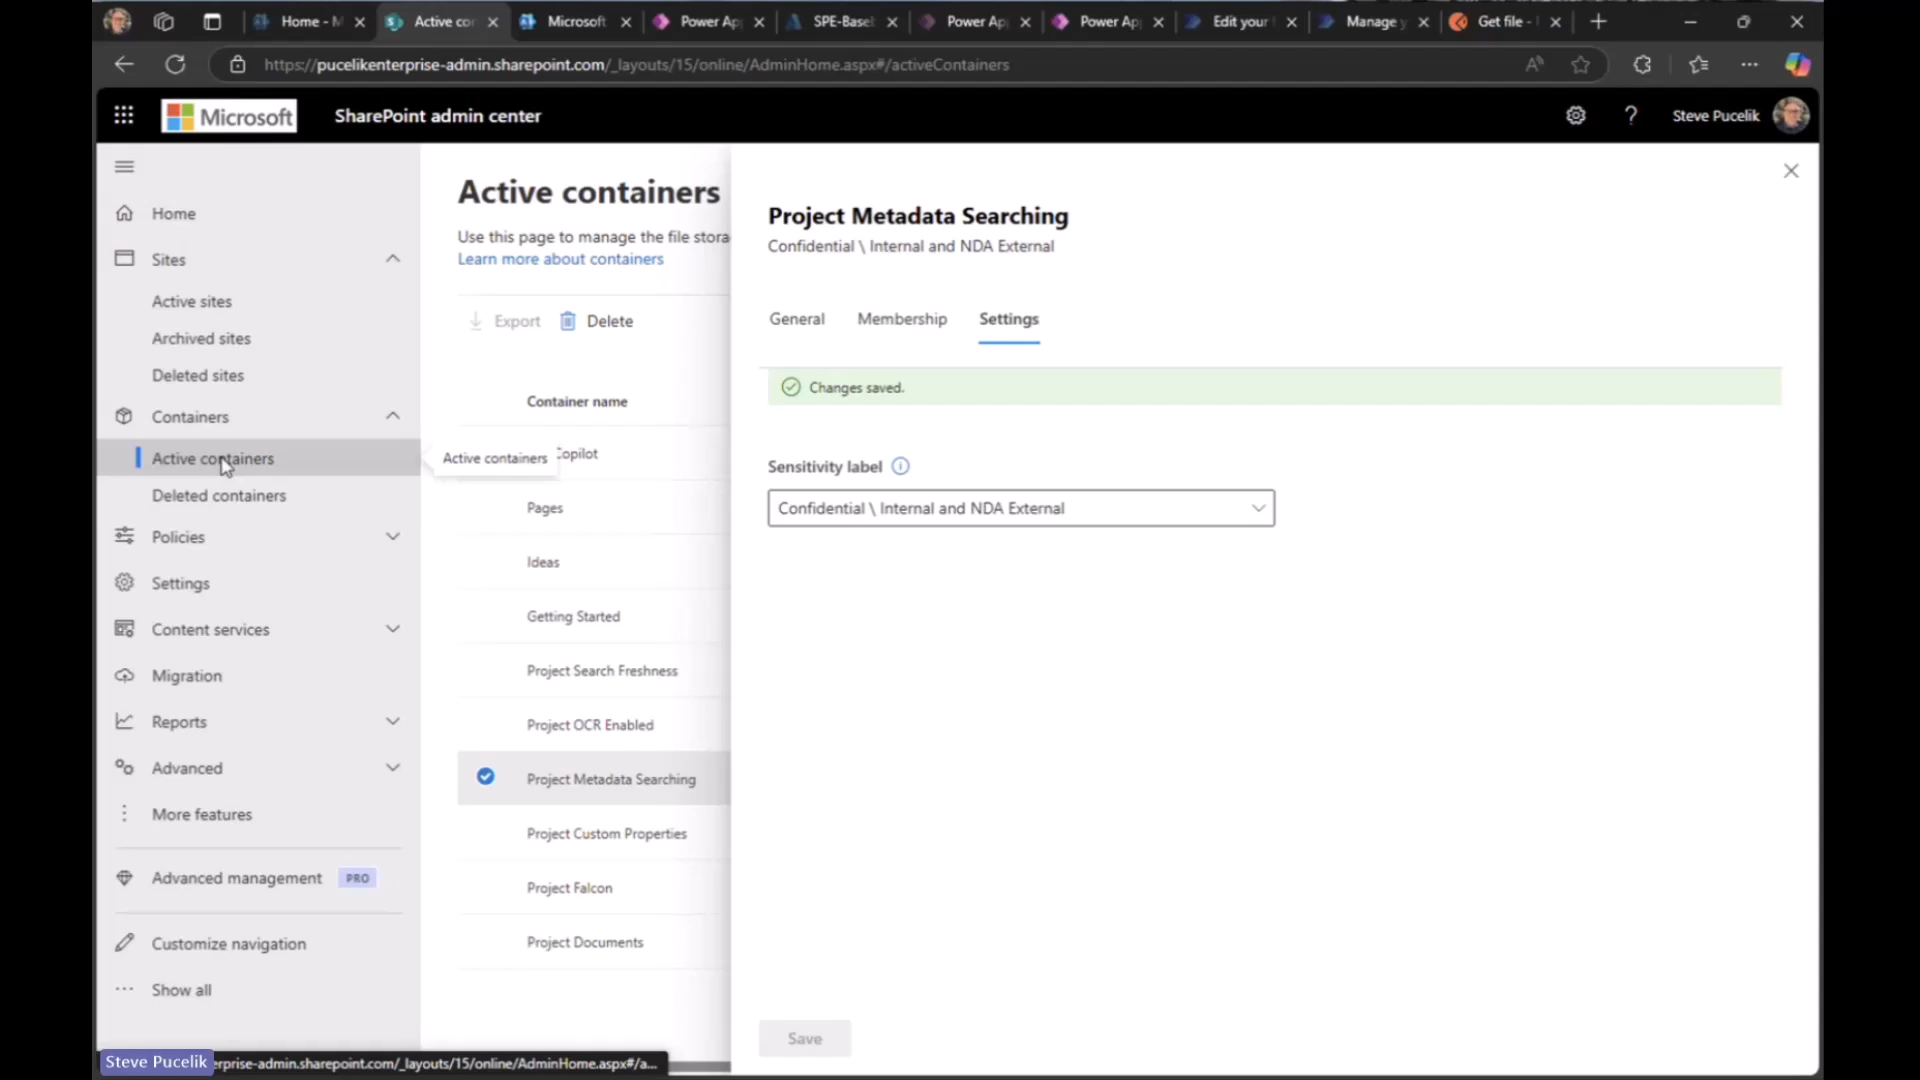 Home - M
Active co
Microsoft
Power Ap
SPE-Base
Power Ap
Power Ap
Edit your
Manage y
Get file -
https://pucelikenterprise-admin.sharepoint.com/_layouts/15/online/AdminHome.aspx#/activeContainers
Microsoft
SharePoint admin center
Steve Pucelik
Home
Sites
Active sites
Archived sites
Deleted sites
Containers
Active containers
Deleted containers
Policies
Settings
Content services
Migration
Reports
Advanced
More features
Advanced management PRO
Customize navigation
Show all
Active containers
Use this page to manage the file stora
Learn more about containers
Export
Delete
Container name
Active containers
Copilot
Pages
Ideas
Getting Started
Project Search Freshness
Project OCR Enabled
Project Metadata Searching
Project Custom Properties
Project Falcon
Project Documents
Project Metadata Searching
Confidential \ Internal and NDA External
General
Membership
Settings
Changes saved.
Sensitivity label
Confidential \ Internal and NDA External
Save
Steve Pucelik
erprise-admin.sharepoint.com/_layouts/15/online/AdminHome.aspx#/a...